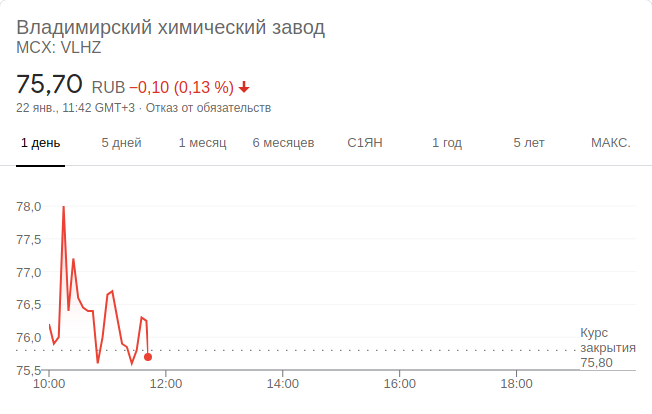 Владимирский химический завод
MCX: VLHZ
75,70 RUB −0,10 (0,13 %)
22 янв., 11:42 GMT+3 · Отказ от обязательств
1 день 5 дней 1 месяц 6 месяцев С1ЯН 1 год 5 лет МАКС.
78,0
77,5
77,0
76,5
76,0
75,5
Курс
закрытия
75,80
10:00 12:00 14:00 16:00 18:00